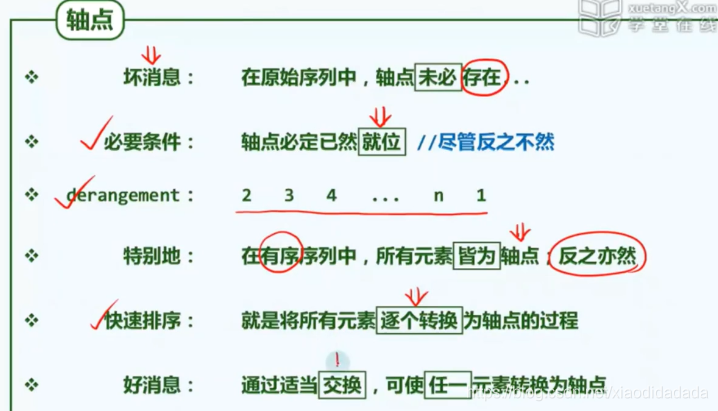 轴点
xuetangX.com
学堂在线
坏消息： 在原始序列中，轴点未必存在...
必要条件： 轴点必定已然就位 //尽管反之不然
derangement： 2 3 4 ... n 1
特别地： 在有序序列中，所有元素皆为轴点；反之亦然
快速排序： 就是将所有元素逐个转换为轴点的过程
好消息： 通过适当交换，可使任一元素转换为轴点
https://blog.csdn.net/xiaodidadada